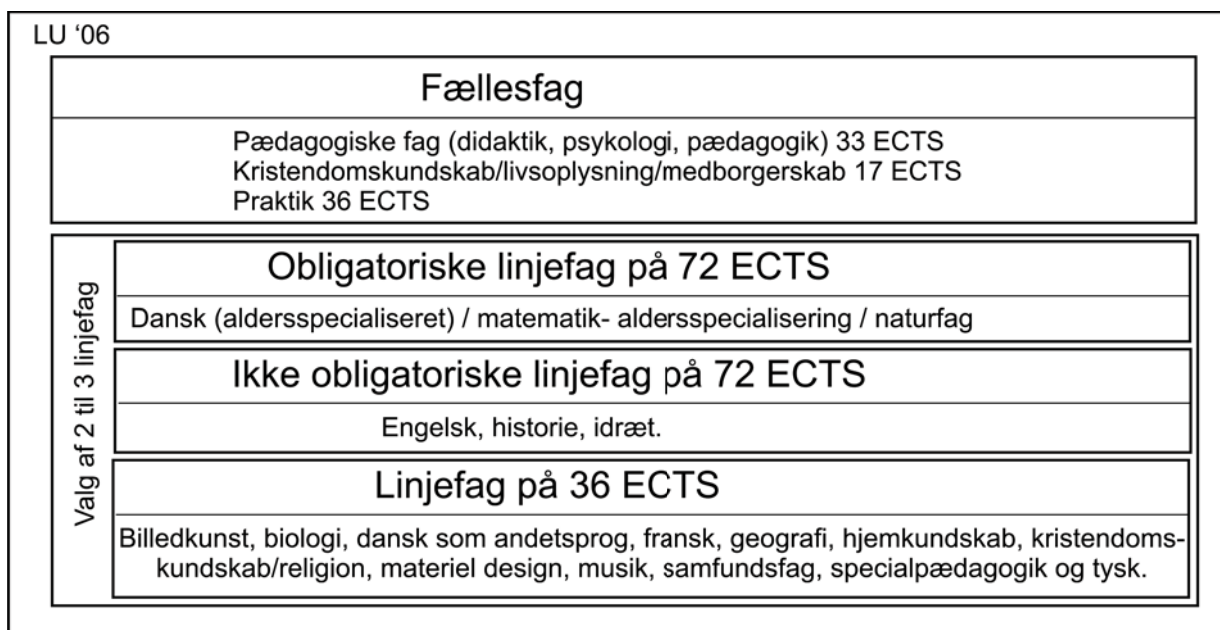 LU ‘06
Fællesfag
Pædagogiske fag (didaktik, psykologi, pædagogik) 33 ECTS
Kristendomskundskab/livsoplysning/medborgerskab 17 ECTS
Praktik 36 ECTS
Valg af 2 til 3 linjefag
Obligatoriske linjefag på 72 ECTS
Dansk (aldersspecialiseret) / matematik- aldersspecialisering / naturfag
Ikke obligatoriske linjefag på 72 ECTS
Engelsk, historie, idræt.
Linjefag på 36 ECTS
Billedkunst, biologi, dansk som andetsprog, fransk, geografi, hjemkundskab, kristendoms-
kundskab/religion, materiel design, musik, samfundsfag, specialpædagogik og tysk.